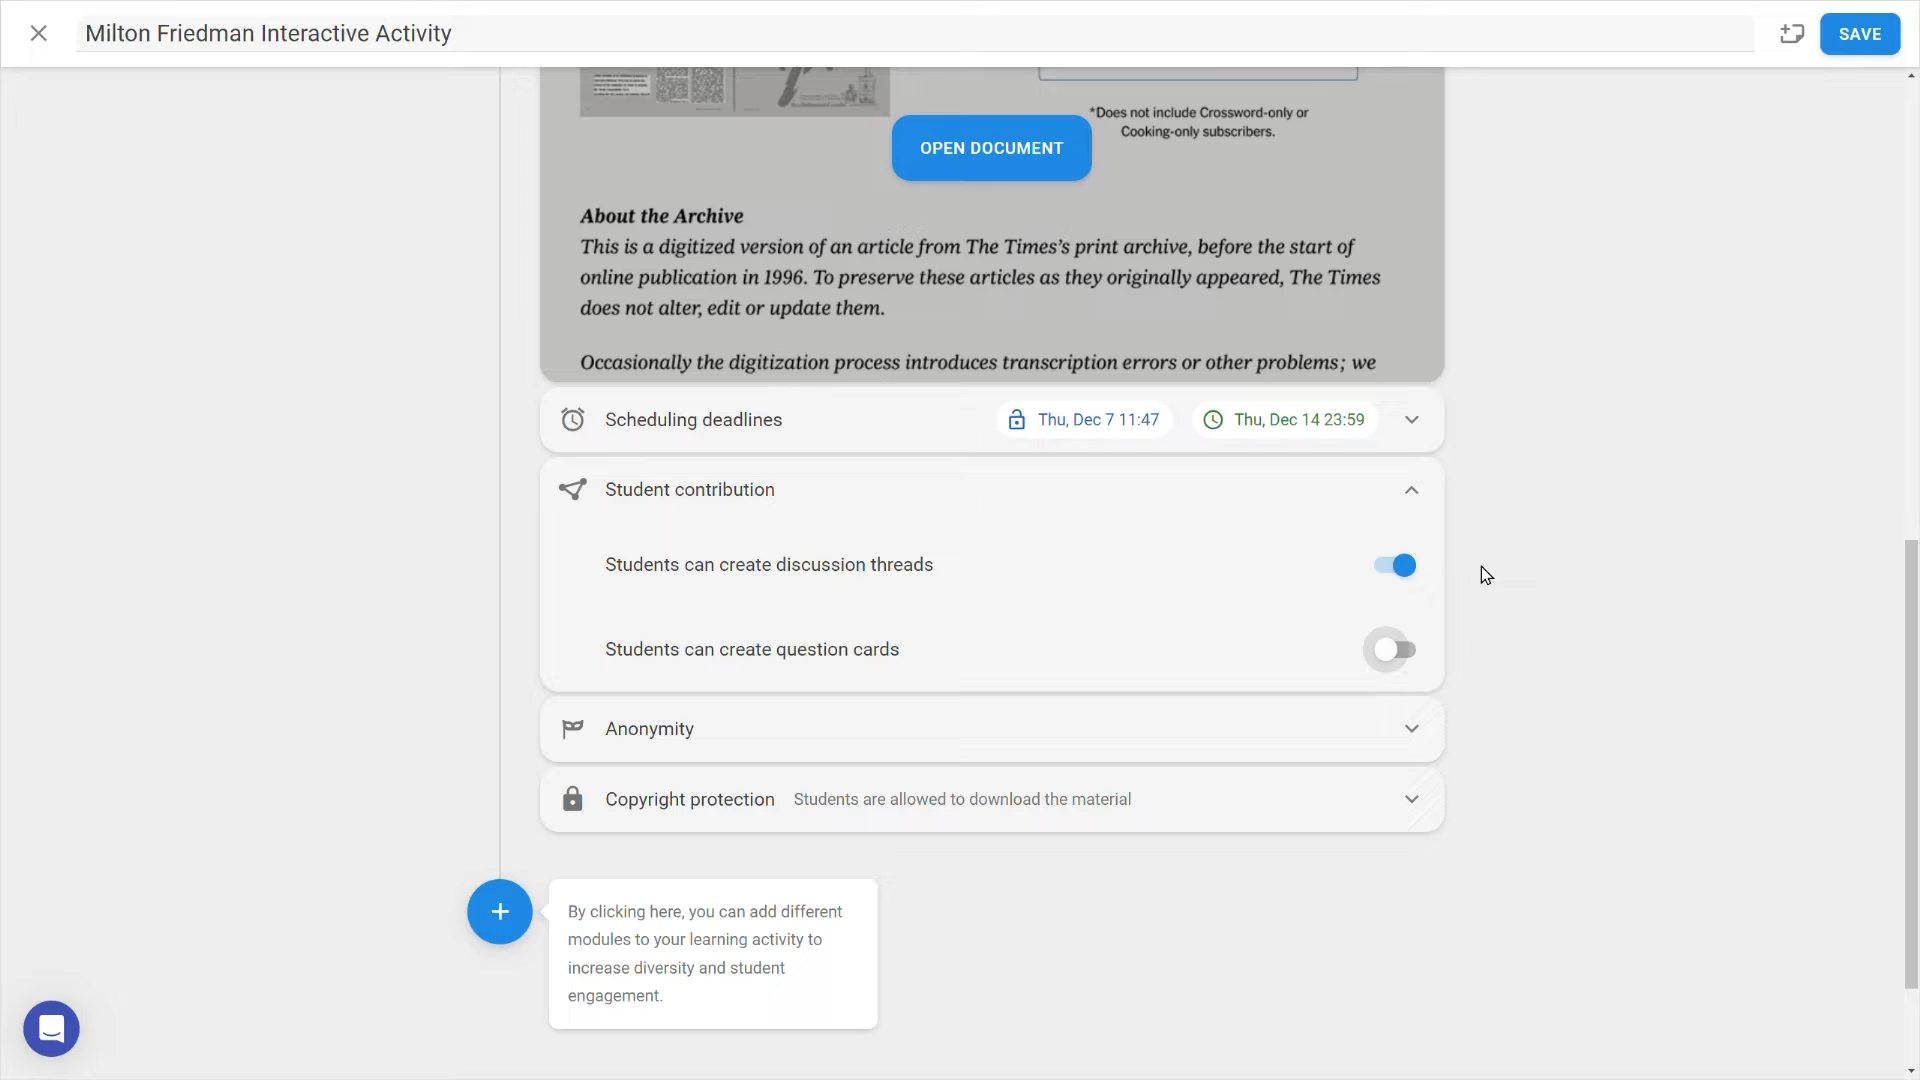 Milton Friedman Interactive Activity
SAVE
*Does not include Crossword-only or
Cooking-only subscribers.
OPEN DOCUMENT
About the Archive
This is a digitized version of an article from The Times’s print archive, before the start of
online publication in 1996. To preserve these articles as they originally appeared, The Times
does not alter, edit or update them.
Occasionally the digitization process introduces transcription errors or other problems; we
Scheduling deadlines
Thu, Dec 7 11:47
Thu, Dec 14 23:59
Student contribution
Students can create discussion threads
Students can create question cards
Anonymity
Copyright protection
Students are allowed to download the material
By clicking here, you can add different
modules to your learning activity to
increase diversity and student
engagement.